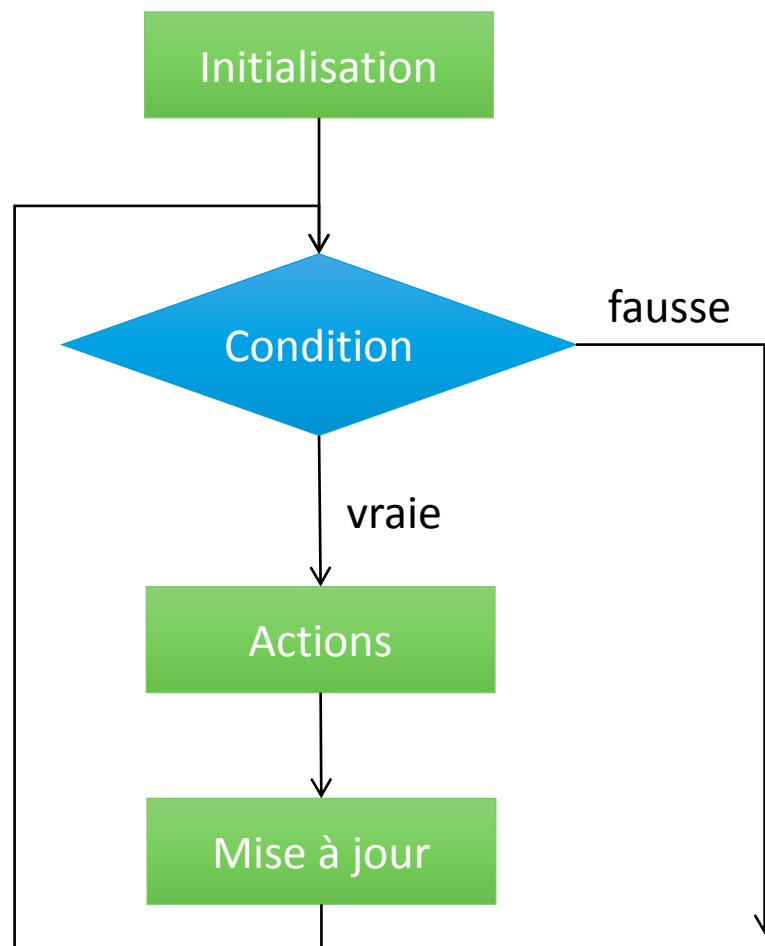 Initialisation
fausse
Condition
vraie
Actions
Mise à jour